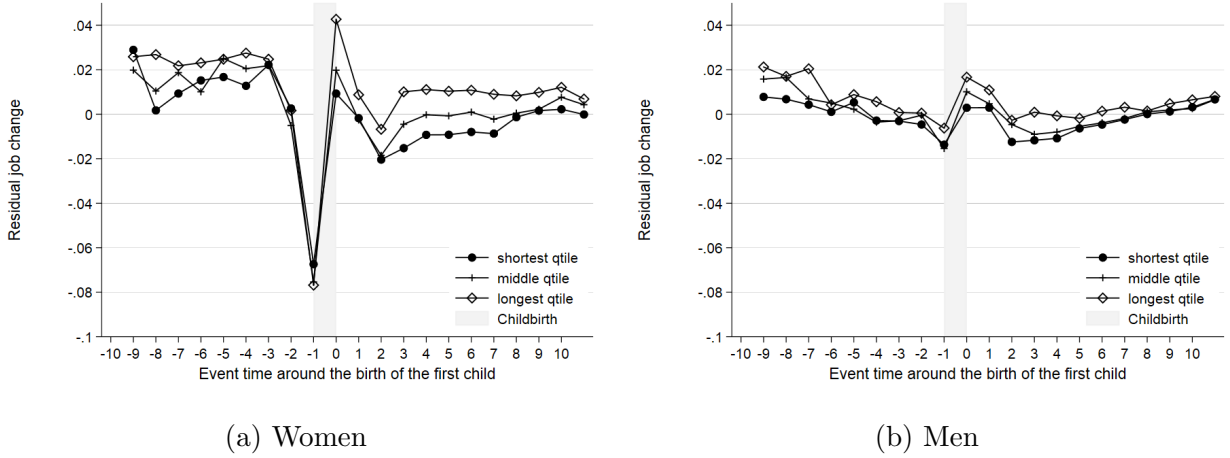 .04
.02
0
-.02
-.04
-.06
-.08
-.1
Residual job change
-10 -9 -8 -7 -6 -5 -4 -3 -2 -1 0 1 2 3 4 5 6 7 8 9 10
Event time around the birth of the first child
shortest qtile
middle qtile
longest qtile
Childbirth
(a) Women
.04
.02
0
-.02
-.04
-.06
-.08
-.1
Residual job change
-10 -9 -8 -7 -6 -5 -4 -3 -2 -1 0 1 2 3 4 5 6 7 8 9 10
Event time around the birth of the first child
shortest qtile
middle qtile
longest qtile
Childbirth
(b) Men